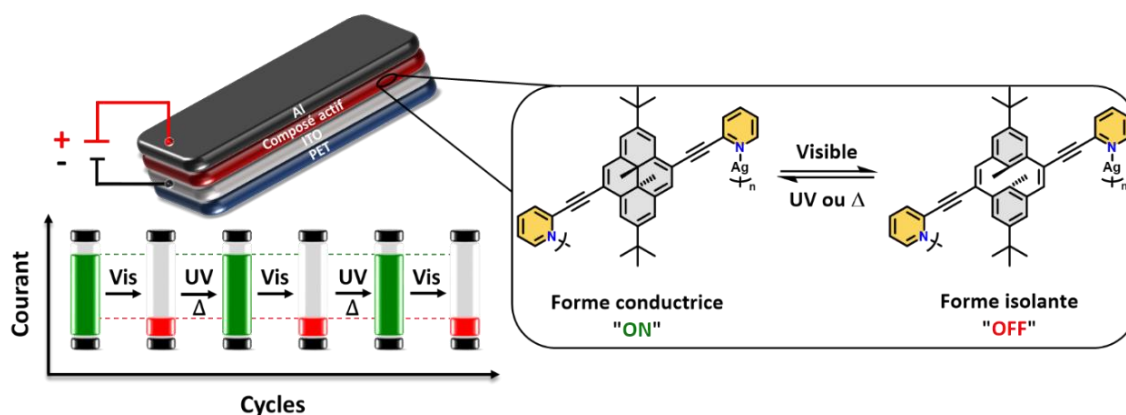 Al
Composé actif
ITO
PET
+
-
Courant
Vis
UV
Δ
Vis
UV
Δ
Vis
Cycles
N
Ag
n
N
Forme conductrice
"ON"
Visible
UV ou Δ
N
Ag
n
N
Forme isolante
"OFF"